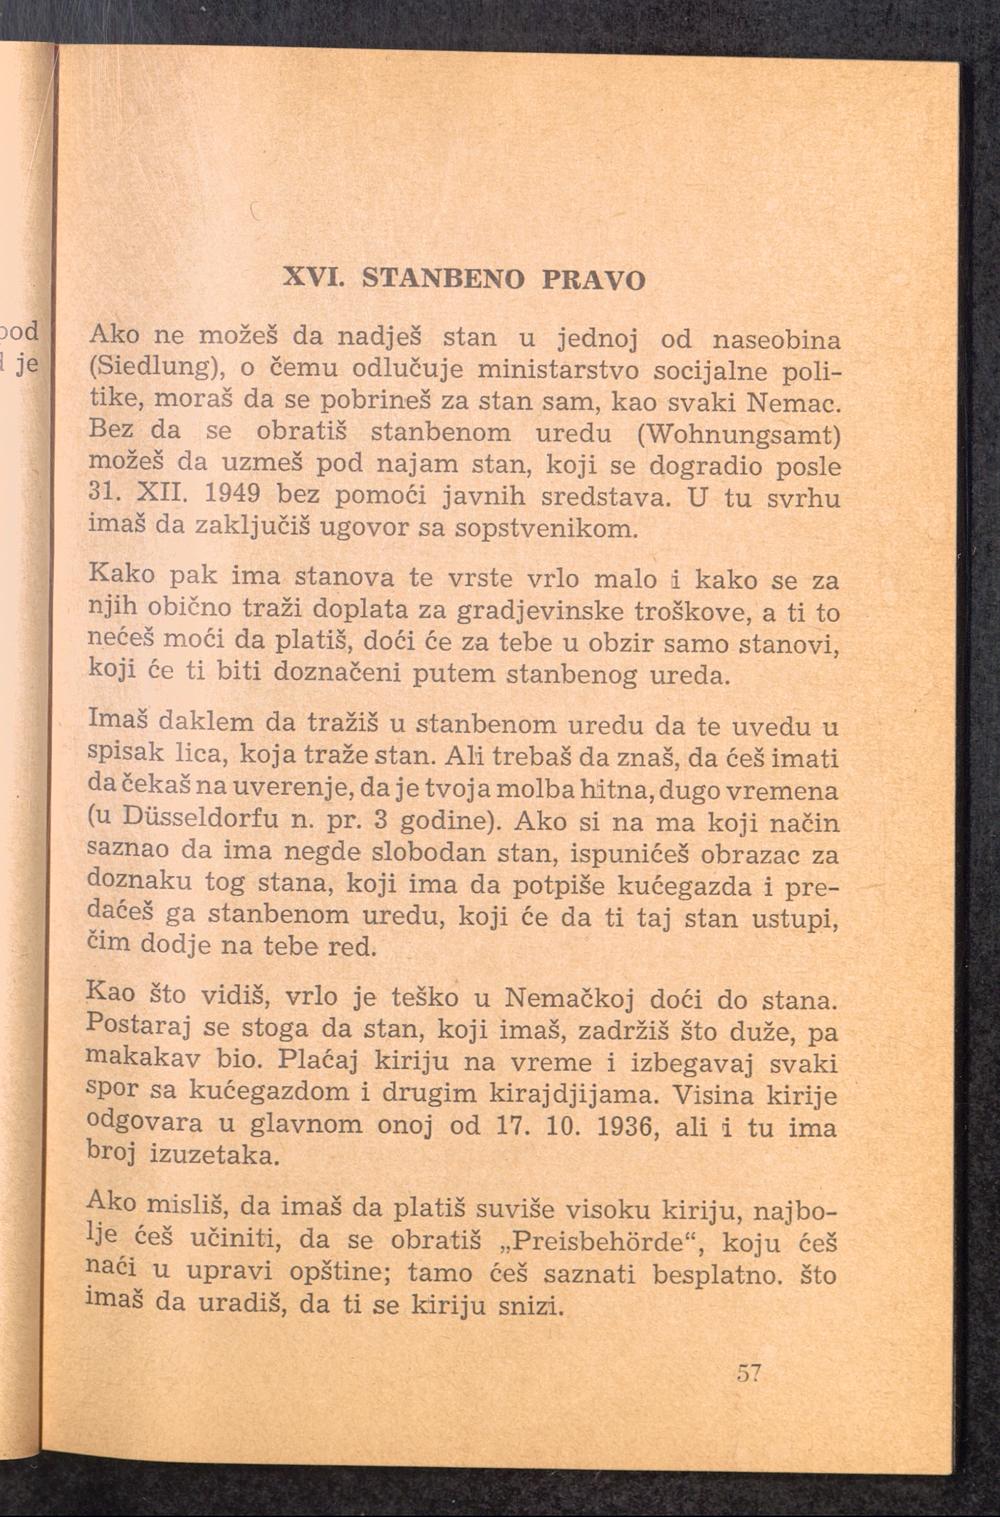 XVI. STANBENO PRAVO
Ako ne možeš da nadješ stan u jednoj od naseobina
(Siedlung), o čemu odlučuje ministarstvo socijalne poli-
tike, moraš da se pobrineš za stan sam, kao svaki Nemac.
Bez da se obratiš stanbenom uredu (Wohnungsamt)
možeš da uzmeš pod najam stan, koji se dogradio posle
31. XII. 1949 bez pomoći javnih sredstava. U tu svrhu
imaš da zaključiš ugovor sa sopstvenikom.
Kako pak ima stanova te vrste vrlo malo i kako se za
njih obično traži doplata za gradjevinske troškove, a ti to
nećeš moći da platiš, doći će za tebe u obzir samo stanovi,
koji će ti biti doznačeni putem stanbenog ureda.
Imaš daklem da tražiš u stanbenom uredu da te uvedu u
spisak lica, koja traže stan. Ali trebaš da znaš, da ćeš imati
da čekaš na uverenje, da je tvoja molba hitna, dugo vremena
(u Düsseldorfu n. pr. 3 godine). Ako si na ma koji način
saznao da ima negde slobodan stan, ispunićeš obrazac za
doznaku tog stana, koji ima da potpiše kućegazda i pre-
daćeš ga stanbenom uredu, koji će da ti taj stan ustupi,
čim dodje na tebe red.
Kao što vidiš, vrlo je teško u Nemačkoj doći do stana.
Postaraj se stoga da stan, koji imaš, zadržiš što duže, pa
makakav bio. Plaćaj kiriju na vreme i izbegavaj svaki
spor sa kućegazdom i drugim kirajdjijama. Visina kirije
odgovara u glavnom onoj od 17. 10. 1936, ali i tu ima
broj izuzetaka.
Ako misliš, da imaš da platiš suviše visoku kiriju, najbo-
lje ćeš učiniti, da se obratiš „Preisbehörde“, koju ćeš
naći u upravi opštine; tamo ćeš saznati besplatno. što
imaš da uradiš, da ti se kiriju snizi.
57
je